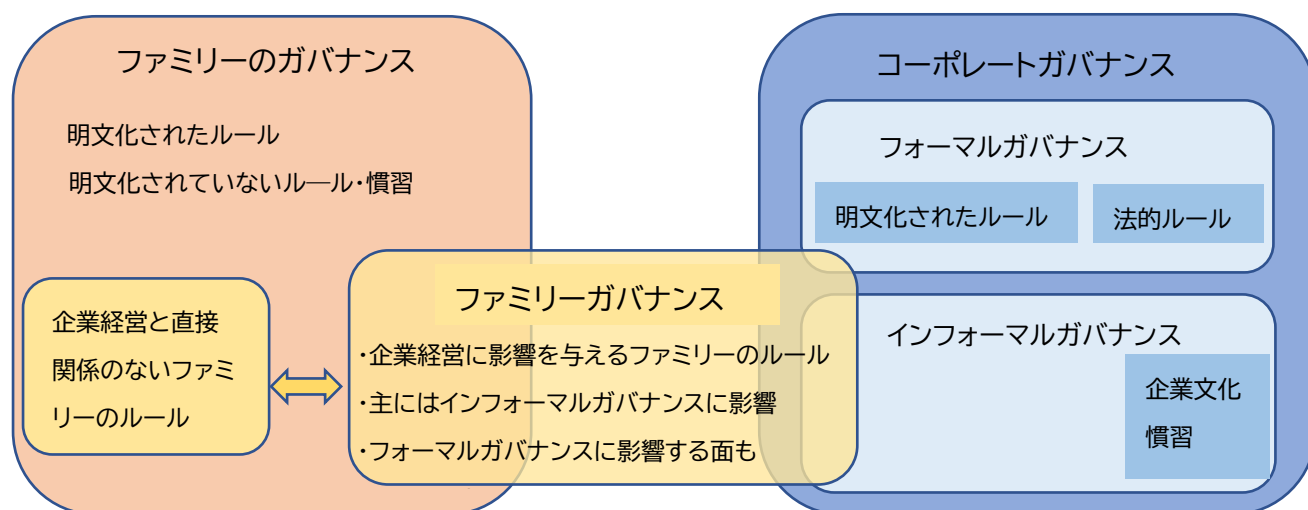 ファミリーのガバナンス
明文化されたルール
明文化されていないル―ル・慣習
企業経営と直接
関係のないファミ
リーのルール
ファミリーガバナンス
・企業経営に影響を与えるファミリーのルール
・主にはインフォーマルガバナンスに影響
・フォーマルガバナンスに影響する面も
コーポレートガバナンス
フォーマルガバナンス
明文化されたルール
法的ルール
インフォーマルガバナンス
企業文化
慣習